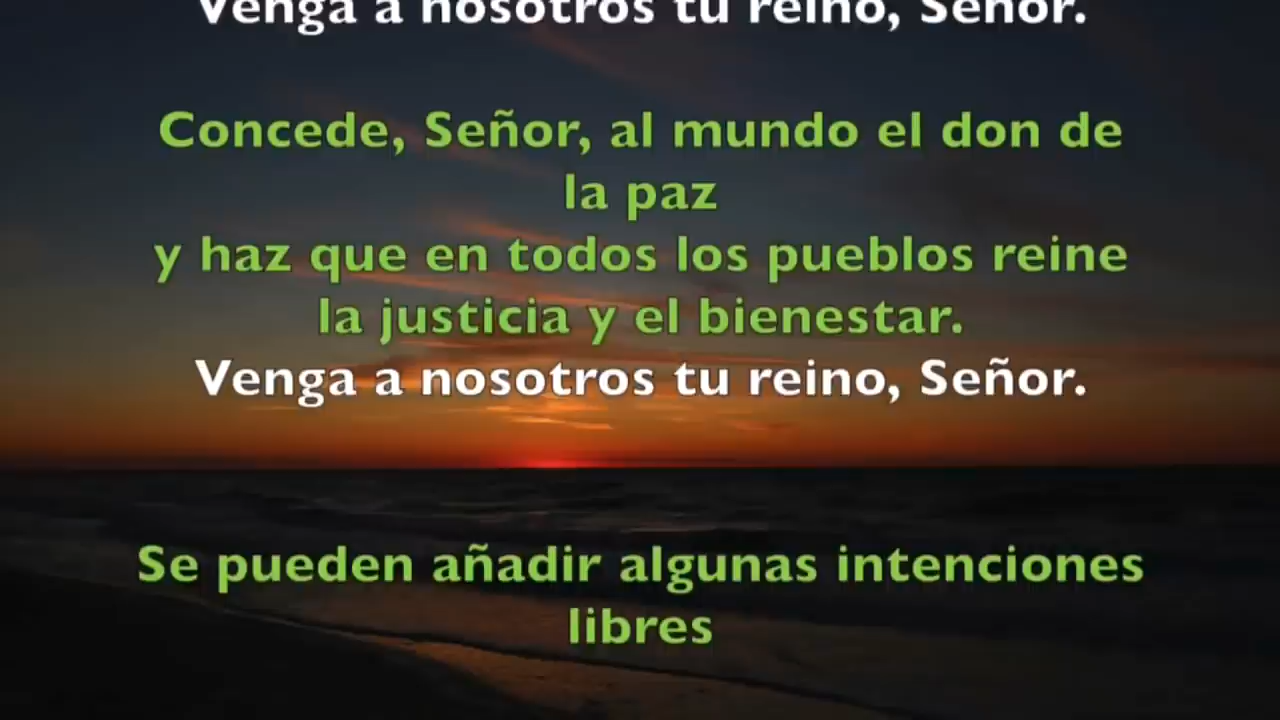 Venga a nosotros tu reino, Señor.
Concede, Señor, al mundo el don de
la paz
y haz que en todos los pueblos reine
la justicia y el bienestar.
Venga a nosotros tu reino, Señor.
Se pueden añadir algunas intenciones
libres